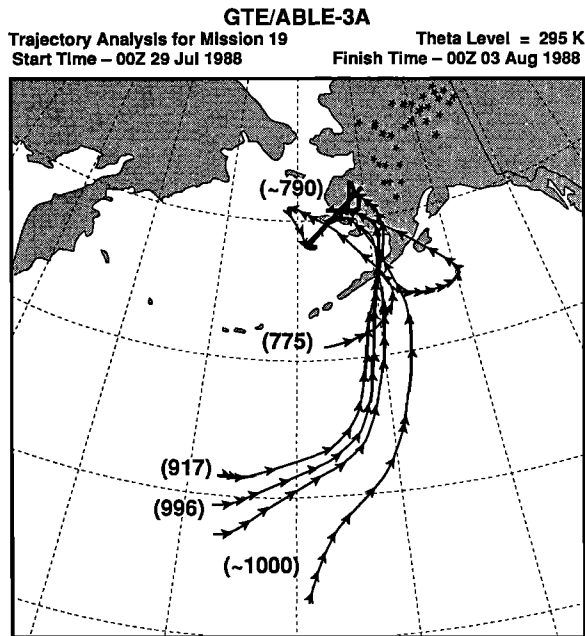 GTE/ABLE-3A
Trajectory Analysis for Mission 19 Theta Level = 295 K
Start Time – 00Z 29 Jul 1988 Finish Time – 00Z 03 Aug 1988
(~790)
(775)
(917)
(996)
(~1000)